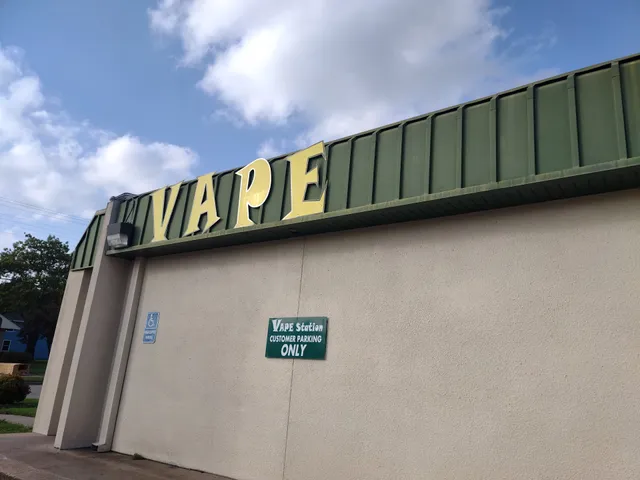 VAPE
VAPE Station
CUSTOMER PARKING
ONLY